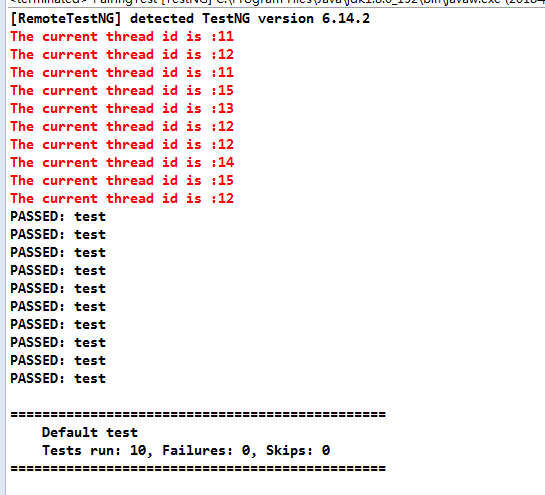 [RemoteTestNG] detected TestNG version 6.14.2
The current thread id is :11
The current thread id is :12
The current thread id is :11
The current thread id is :15
The current thread id is :13
The current thread id is :12
The current thread id is :12
The current thread id is :14
The current thread id is :15
The current thread id is :12
PASSED: test
PASSED: test
PASSED: test
PASSED: test
PASSED: test
PASSED: test
PASSED: test
PASSED: test
PASSED: test
PASSED: test
===============================================
Default test
Tests run: 10, Failures: 0, Skips: 0
===============================================